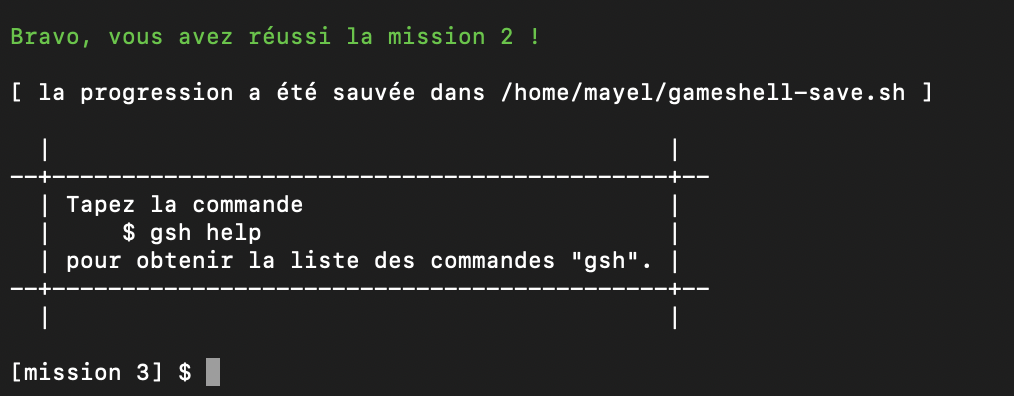 Bravo, vous avez réussi la mission 2 !
[ la progression a été sauvée dans /home/mayel/gameshell-save.sh ]
| |
--+--------------------------------------------+--
| Tapez la commande |
| $ gsh help |
| pour obtenir la liste des commandes "gsh". |
--+--------------------------------------------+--
| |
[mission 3] $